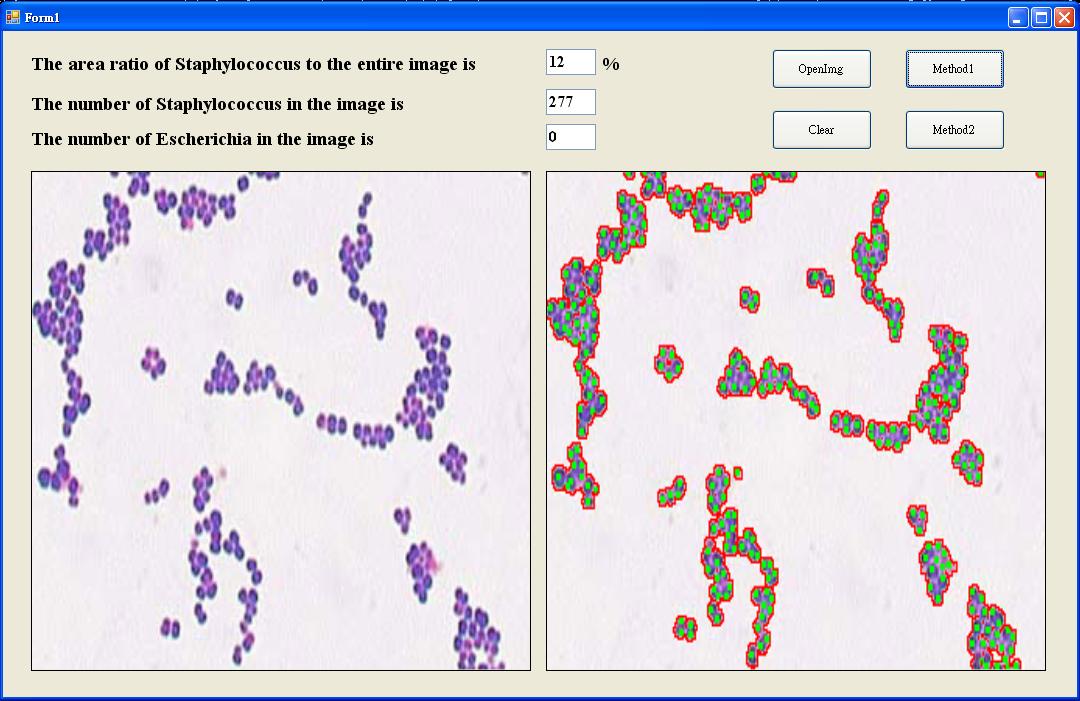 Form1
The area ratio of Staphylococcus to the entire image is 12 %
OpenImg Method1
The number of Staphylococcus in the image is 277
The number of Escherichia in the image is 0
Clear Method2